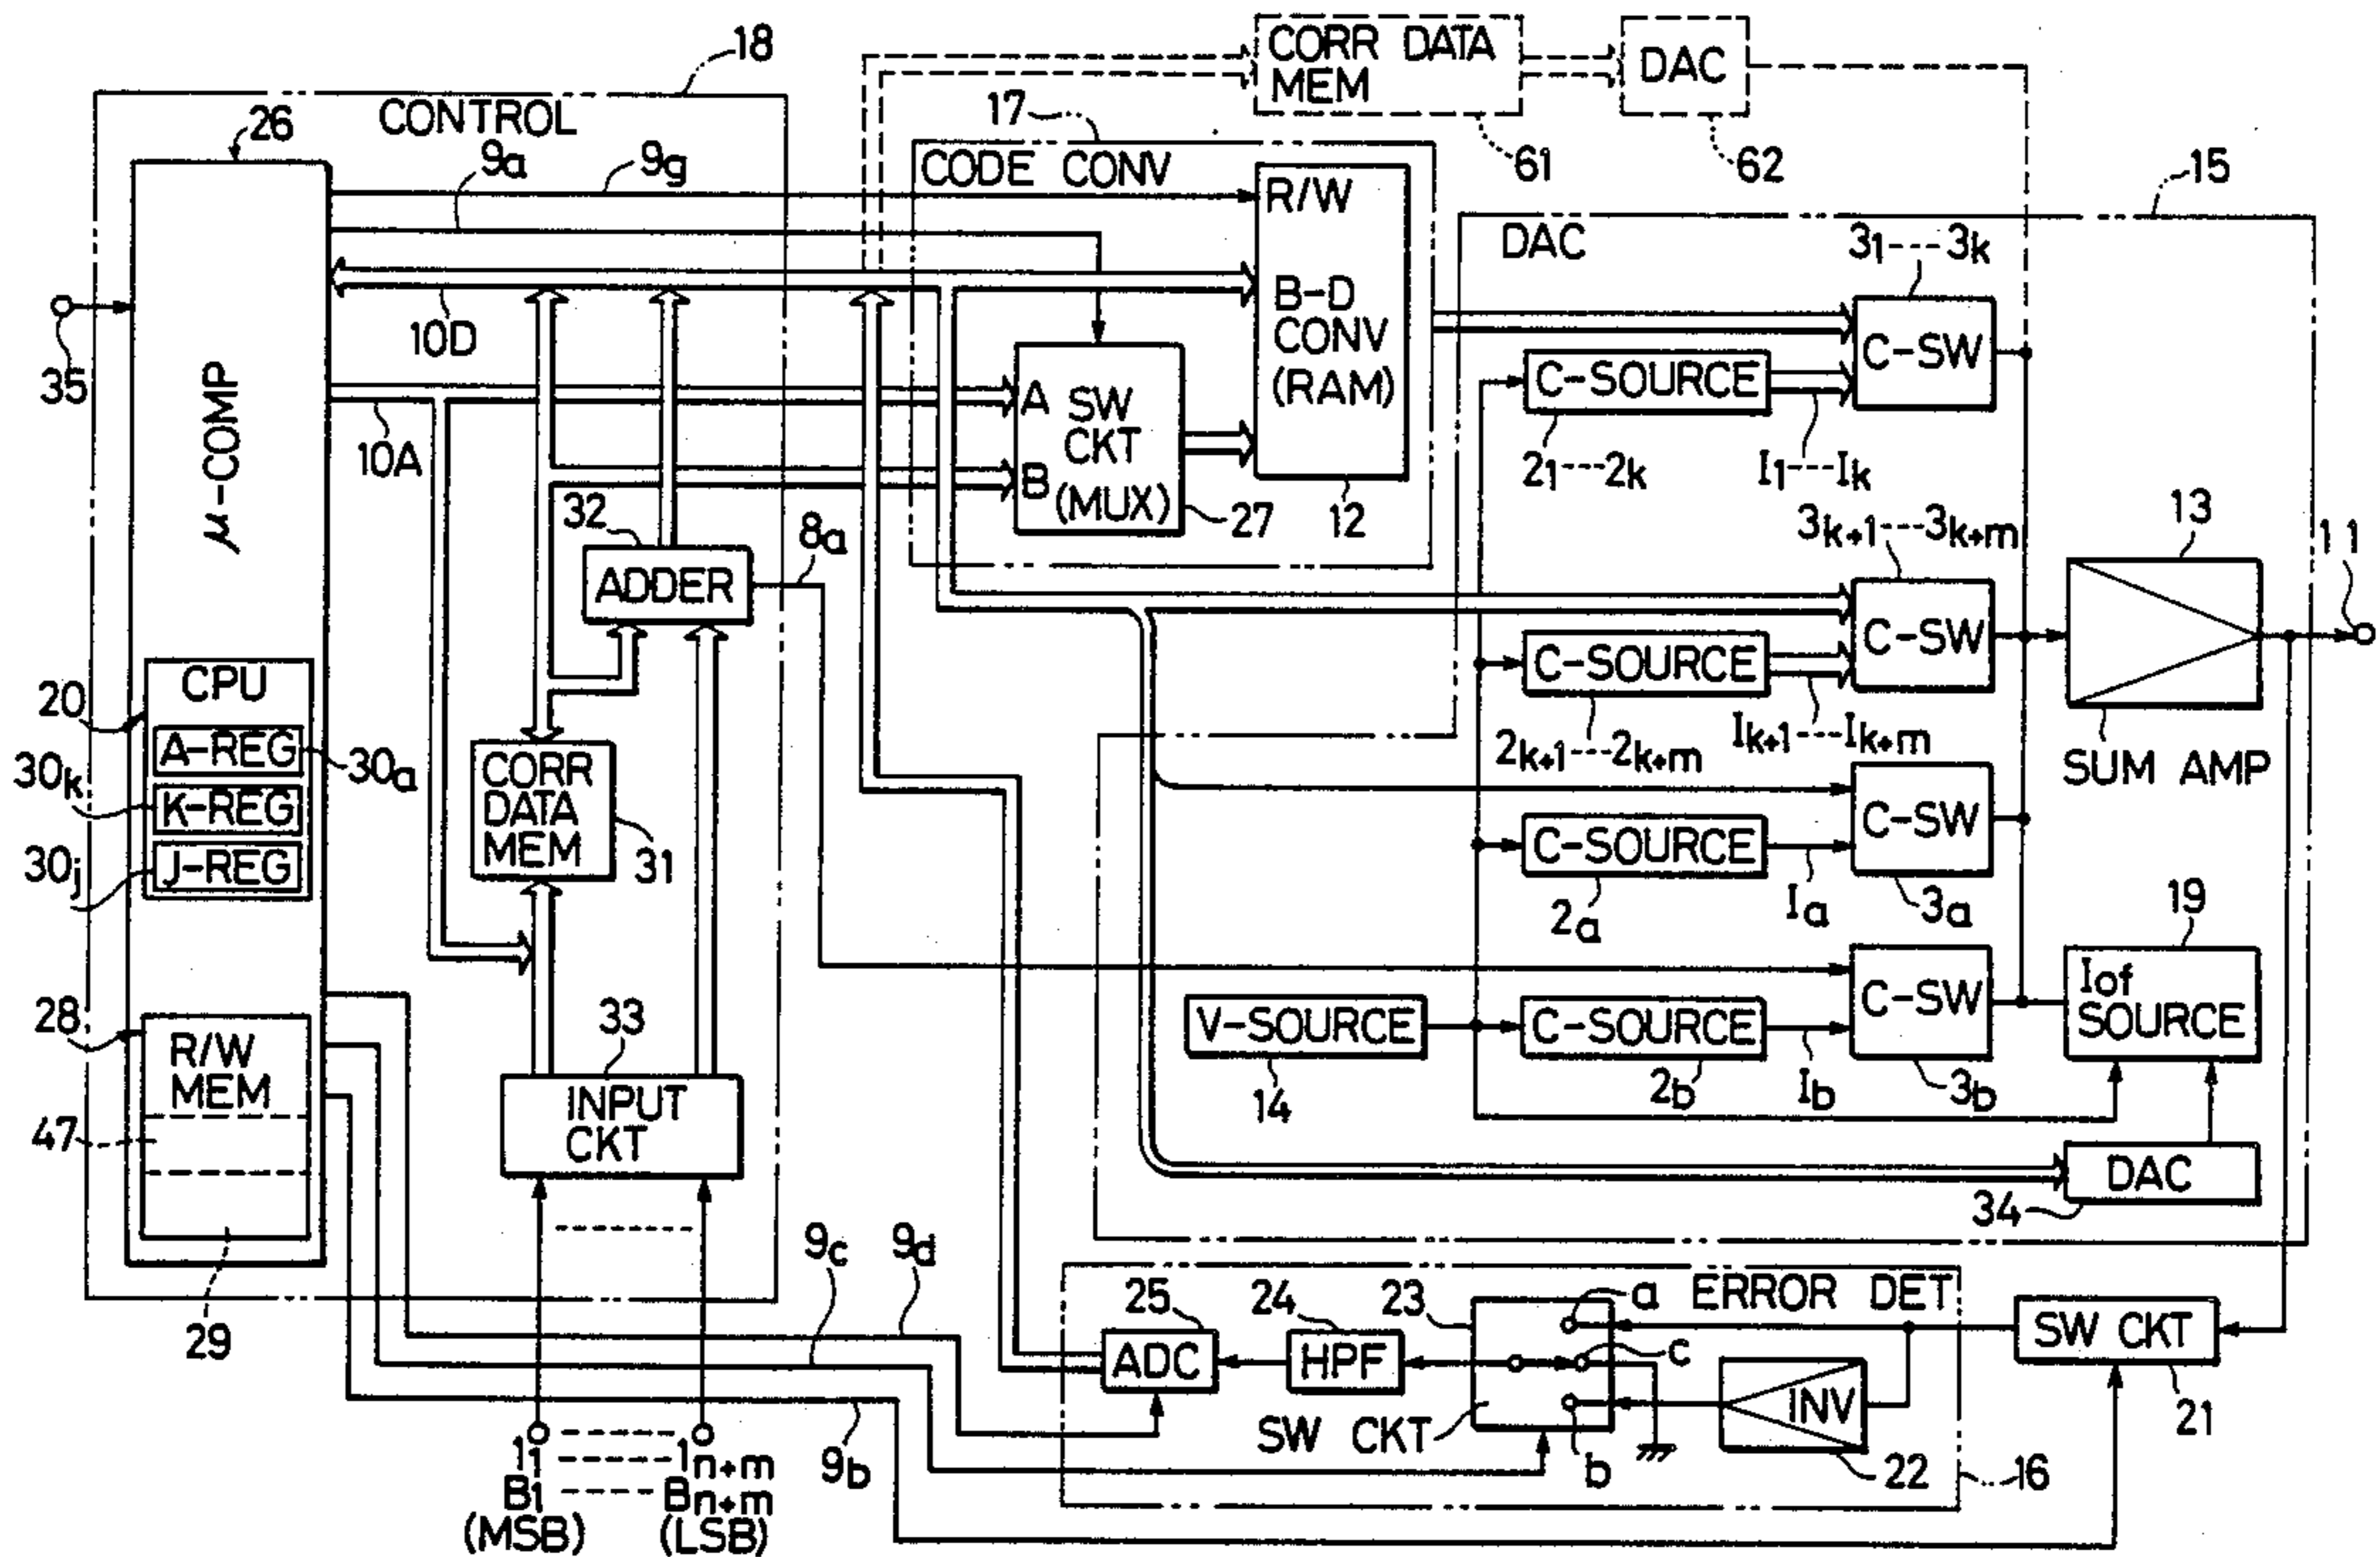 18
CONTROL
26
9a
9g
CORR DATA
MEM
DAC
61
62
17
CODE CONV
R/W
B-D
CONV
(RAM)
12
15
DAC
31---3k
C-SW
C-SOURCE
21---2k
I1---Ik
35
10D
10A
μ-COMP
A
B
SW
CKT
(MUX)
27
32
ADDER
8a
3k+1---3k+m
C-SW
C-SOURCE
2k+1---2k+m
Ik+1---Ik+m
13
SUM AMP
11
20
CPU
A-REG
K-REG
J-REG
30a
30k
30j
CORR
DATA
MEM
31
C-SOURCE
2a
Ia
C-SW
3a
19
Iof
SOURCE
28
R/W
MEM
47
29
33
INPUT
CKT
V-SOURCE
14
C-SOURCE
2b
Ib
C-SW
3b
DAC
34
9c
9d
9b
25
ADC
24
HPF
23
SW CKT
a
c
b
ERROR DET
INV
22
16
SW CKT
21
11 ---- 1n+m
B1 ---- Bn+m
(MSB) (LSB)